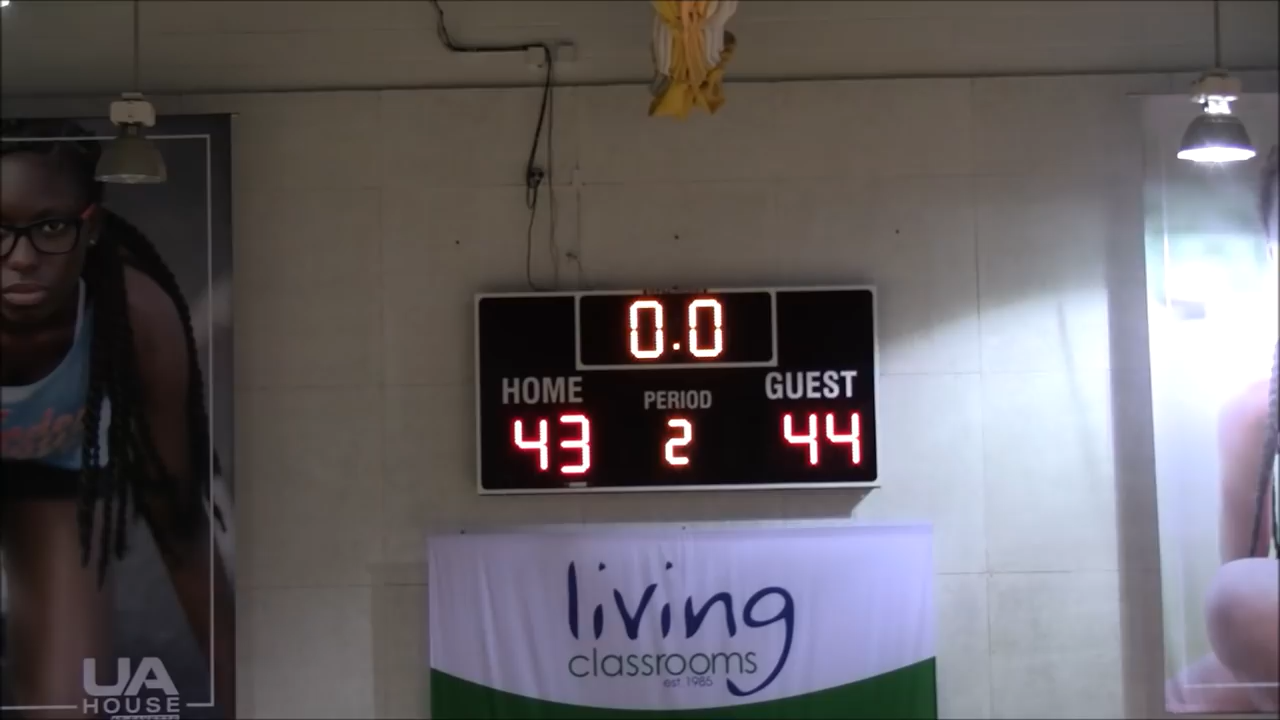 0.0
HOME
PERIOD
GUEST
43
2
44
living
classrooms
est. 1985
UA
HOUSE